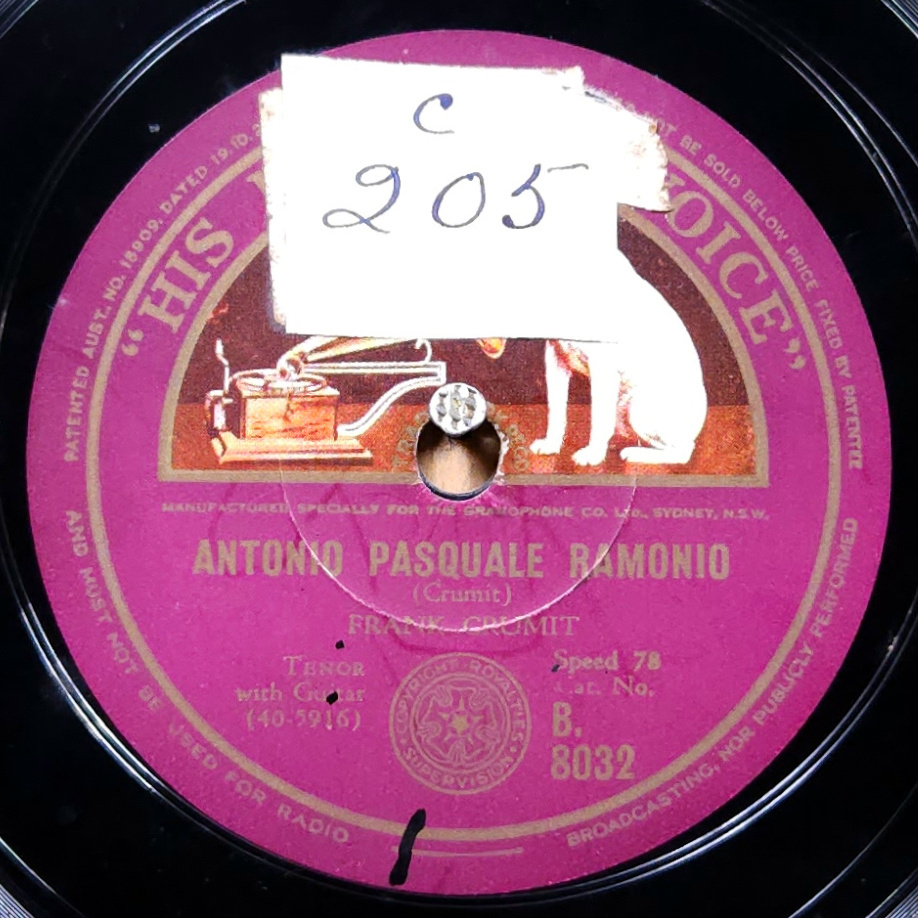 C
205
PATENTED AUST. NO. 18909. DATED 19.10.
NOT BE SOLD BELOW PRICE FIXED BY PATENTEE
AND MUST NOT BE USED FOR RADIO
BROADCASTING, NOR PUBLICLY PERFORMED
"HIS
VOICE"
MANUFACTURED SPECIALLY FOR THE GRAMOPHONE CO. LTD., SYDNEY, N.S.W.
ANTONIO PASQUALE RAMONIO
(Crumit)
FRANK CRUMIT
TENOR
with Guitar
(40-5916)
Speed 78
Cat. No.
B.
8032
COPYRIGHT ROYALTIES
SUPERVISION